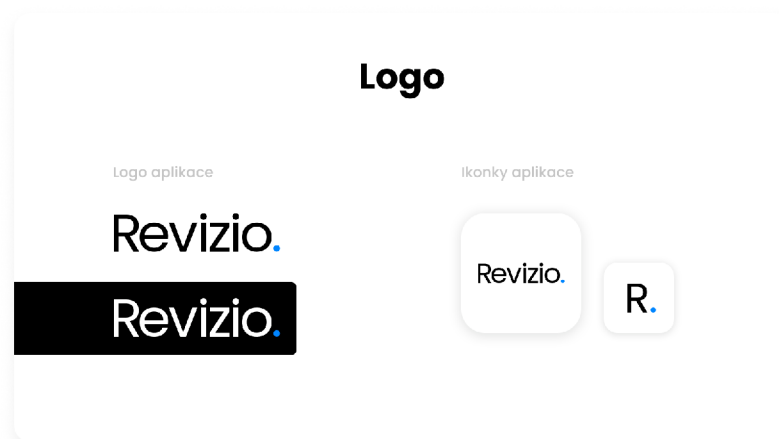 Logo
Logo aplikace
Revizio.
Revizio.
Ikonky aplikace
Revizio.
R.